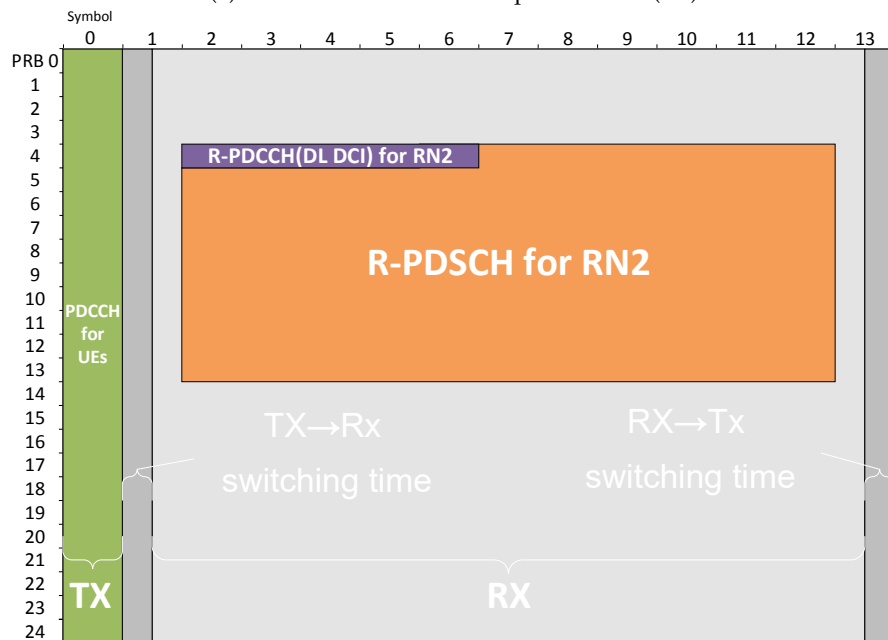 Symbol
0 1 2 3 4 5 6 7 8 9 10 11 12 13
PRB 0
1
2
3
4
R-PDCCH(DL DCI) for RN2
5
6
7
8
R-PDSCH for RN2
9
10
PDCCH
11
for
12
UEs
13
14
15
TX→Rx RX→Tx
16
17
switching time switching time
18
19
20
21
22
TX RX
23
24